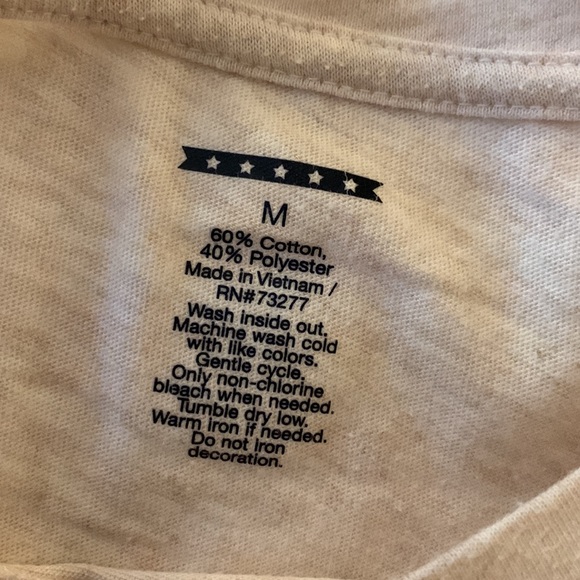 M
60% Cotton,
40% Polyester
Made in Vietnam /
RN#73277
Wash inside out.
Machine wash cold
with like colors.
Gentle cycle.
Only non-chlorine
bleach when needed.
Tumble dry low.
Warm iron if needed.
Do not iron
decoration.